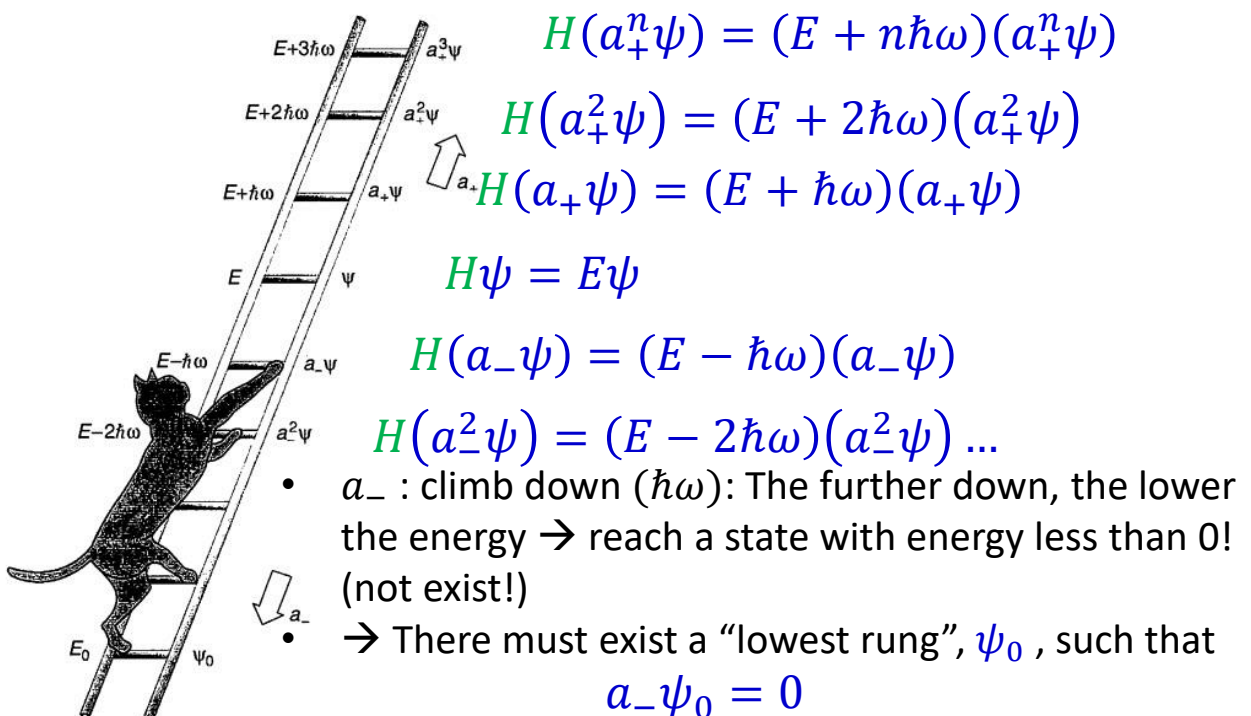 E+3ħω a₊³ψ H(a₊ⁿψ) = (E + nħω)(a₊ⁿψ)
E+2ħω a₊²ψ H(a₊²ψ) = (E + 2ħω)(a₊²ψ)
a₊
E+ħω a₊ψ H(a₊ψ) = (E + ħω)(a₊ψ)
E ψ Hψ = Eψ
E−ħω a₋ψ H(a₋ψ) = (E − ħω)(a₋ψ)
E−2ħω a₋²ψ H(a₋²ψ) = (E − 2ħω)(a₋²ψ) ...
• a₋ : climb down (ħω): The further down, the lower
the energy → reach a state with energy less than 0!
(not exist!)
a₋
• → There must exist a “lowest rung”, ψ₀ , such that
E₀ ψ₀
a₋ψ₀ = 0